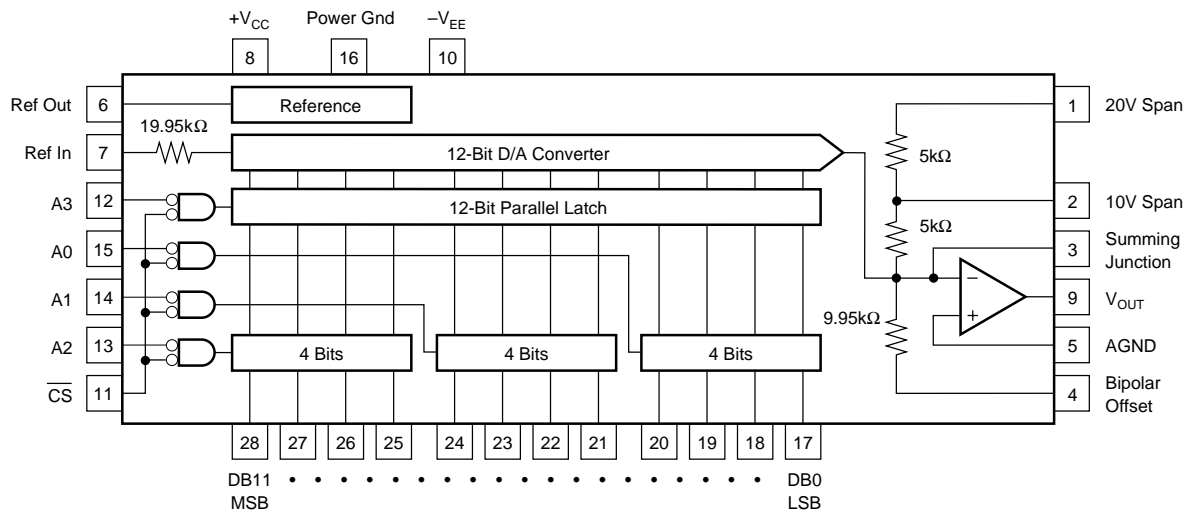 +VCC Power Gnd –VEE
8 16 10
Ref Out 6 Reference 1 20V Span
19.95kΩ
Ref In 7 12-Bit D/A Converter 5kΩ
A3 12 12-Bit Parallel Latch 2 10V Span
5kΩ
A0 15 3 Summing
Junction
–
A1 14 9 VOUT
9.95kΩ +
A2 13 4 Bits 4 Bits 4 Bits 5 AGND
CS 11 4 Bipolar
Offset
28 27 26 25 24 23 22 21 20 19 18 17
DB11 • • • • • • • • • • • • • • • • • • DB0
MSB LSB